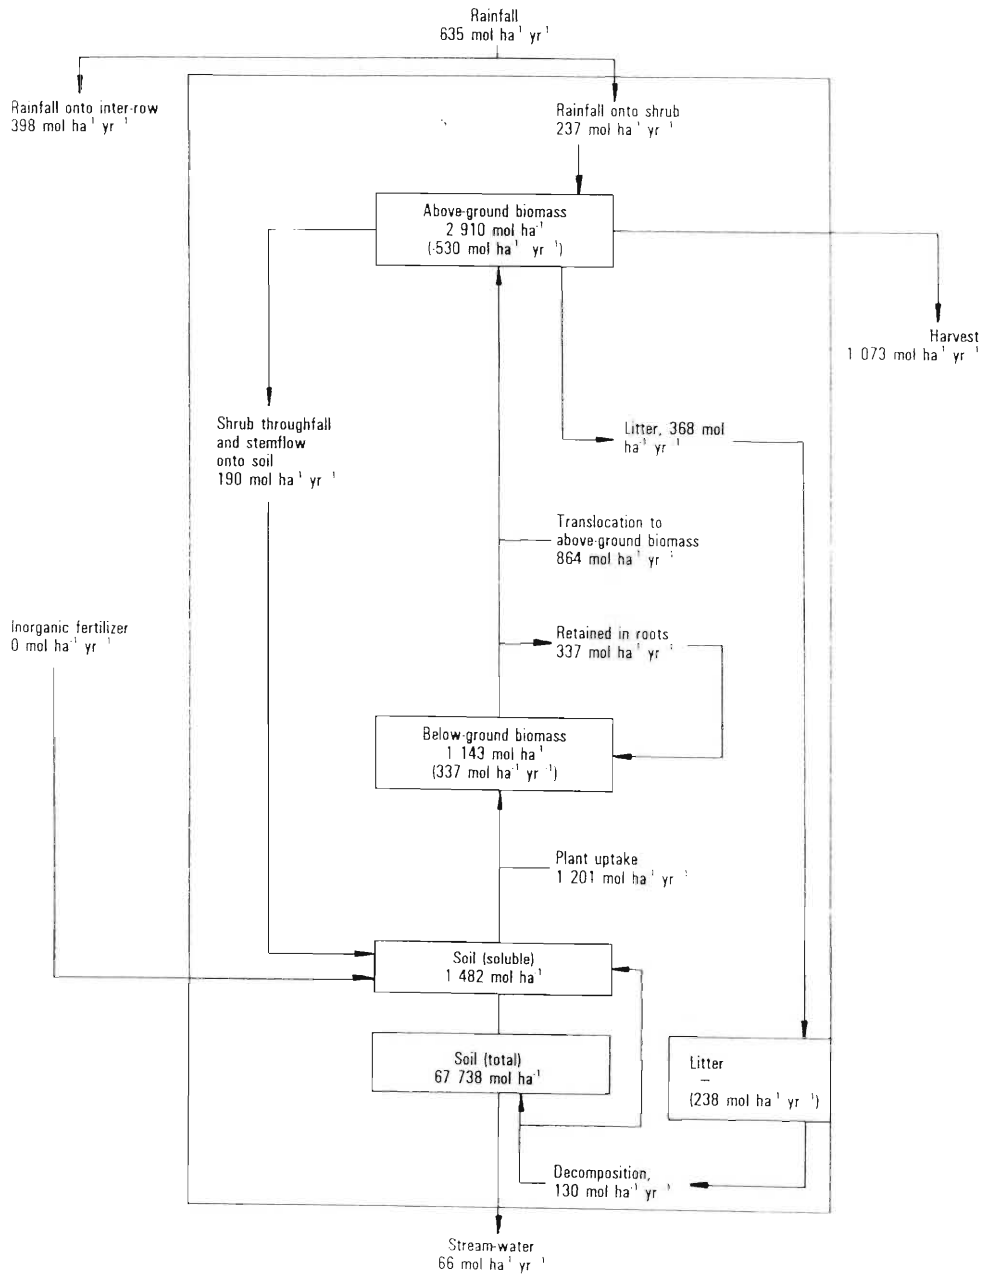 Rainfall
635 mol ha⁻¹ yr⁻¹
Rainfall onto inter-row
398 mol ha⁻¹ yr⁻¹
Rainfall onto shrub
237 mol ha⁻¹ yr⁻¹
Above-ground biomass
2 910 mol ha⁻¹
(-530 mol ha⁻¹ yr⁻¹)
Harvest
1 073 mol ha⁻¹ yr⁻¹
Shrub throughfall
and stemflow
onto soil
190 mol ha⁻¹ yr⁻¹
Litter, 368 mol
ha⁻¹ yr⁻¹
Translocation to
above-ground biomass
864 mol ha⁻¹ yr⁻¹
Inorganic fertilizer
0 mol ha⁻¹ yr⁻¹
Retained in roots
337 mol ha⁻¹ yr⁻¹
Below-ground biomass
1 143 mol ha⁻¹
(337 mol ha⁻¹ yr⁻¹)
Plant uptake
1 201 mol ha⁻¹ yr⁻¹
Soil (soluble)
1 482 mol ha⁻¹
Soil (total)
67 738 mol ha⁻¹
Litter
–
(238 mol ha⁻¹ yr⁻¹)
Decomposition,
130 mol ha⁻¹ yr⁻¹
Stream-water
66 mol ha⁻¹ yr⁻¹